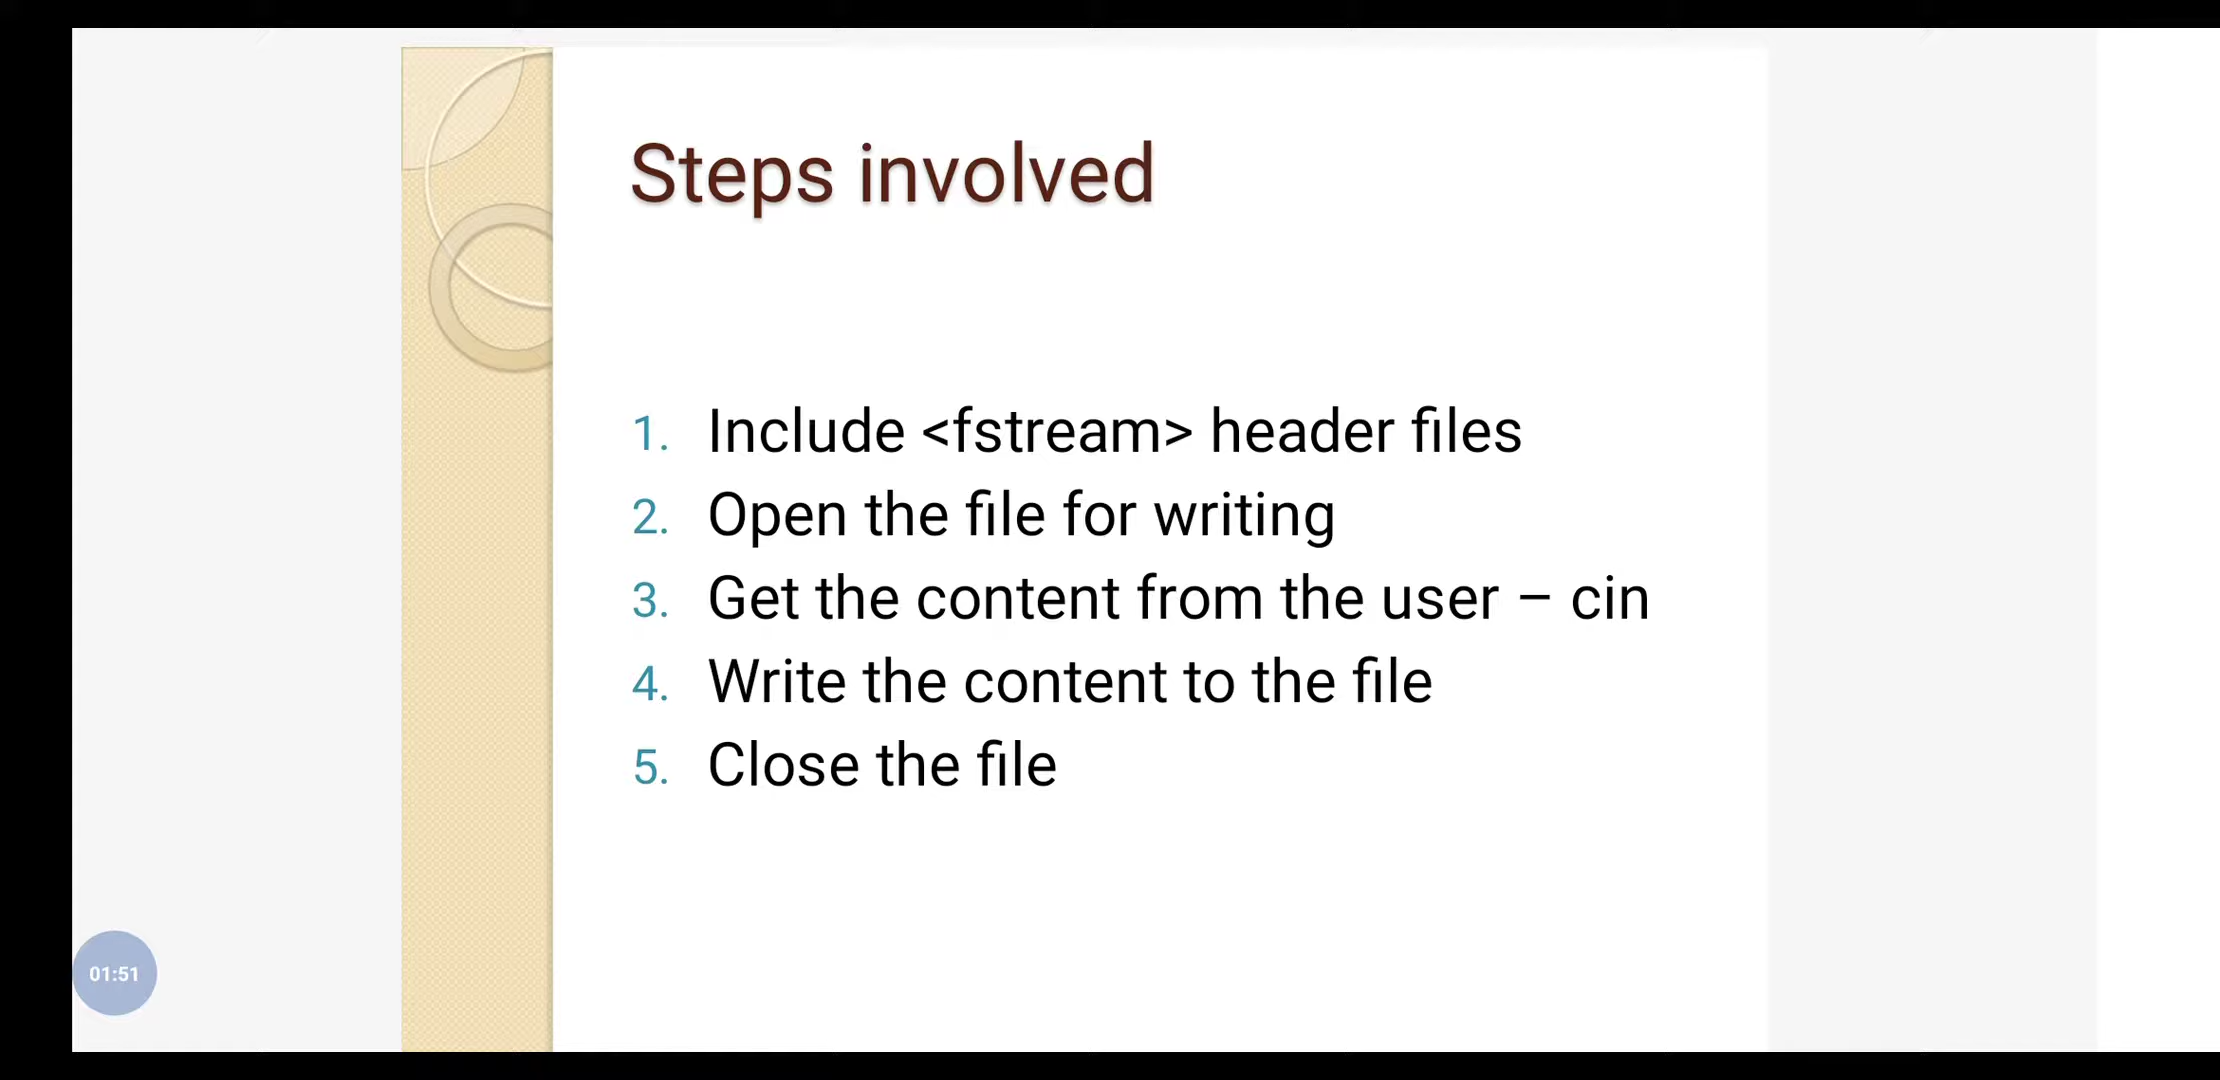 Steps involved
1. Include <fstream> header files
2. Open the file for writing
3. Get the content from the user – cin
4. Write the content to the file
5. Close the file
01:51